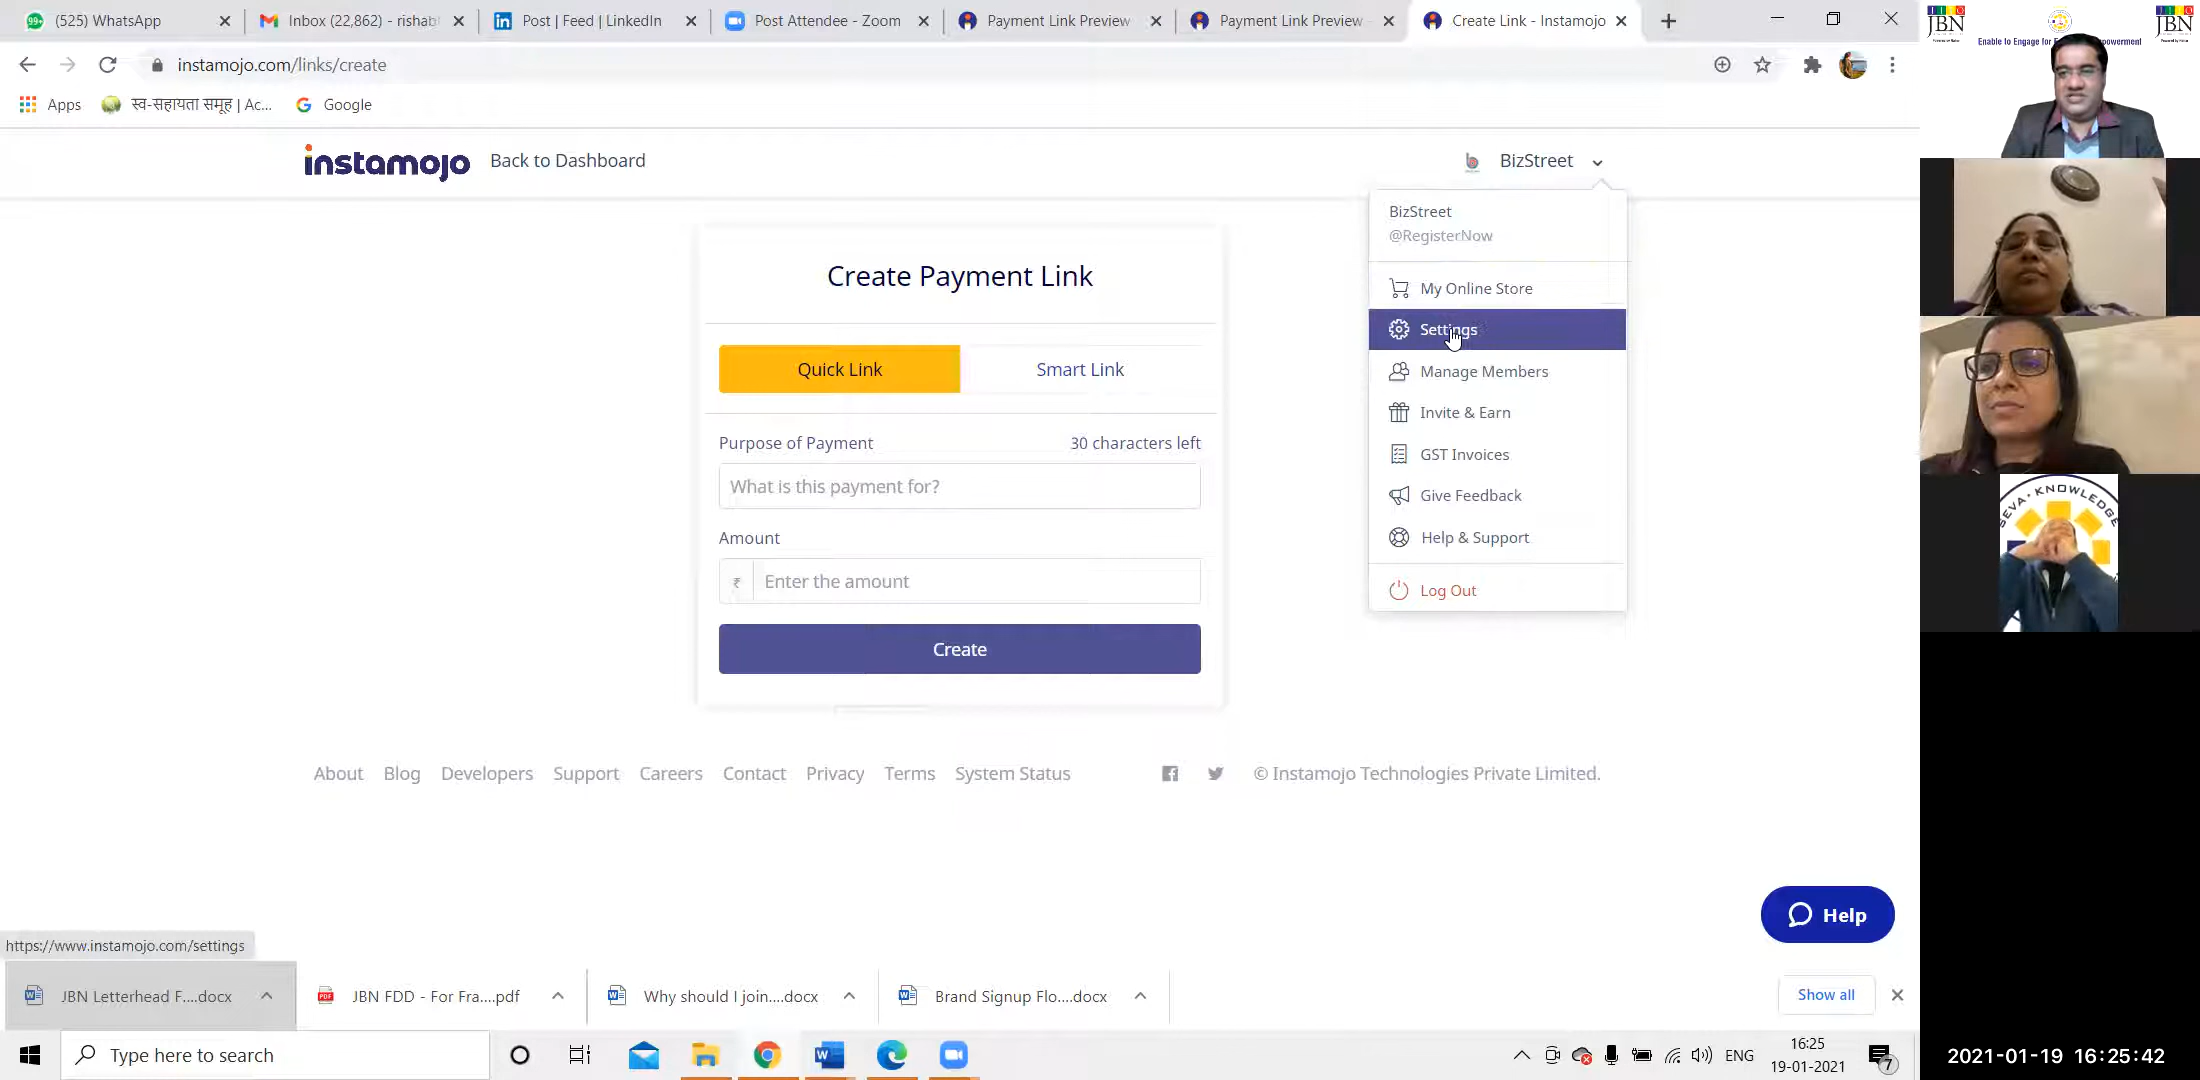 (525) WhatsApp
Inbox (22,862) - rishab
Post | Feed | LinkedIn
Post Attendee - Zoom
Payment Link Preview
Payment Link Preview
Create Link - Instamojo
instamojo.com/links/create
Apps
स्व-सहायता समूह | Ac...
Google
instamojo
Back to Dashboard
BizStreet
BizStreet
@RegisterNow
My Online Store
Settings
Manage Members
Invite & Earn
GST Invoices
Give Feedback
Help & Support
Log Out
Create Payment Link
Quick Link
Smart Link
Purpose of Payment
30 characters left
What is this payment for?
Amount
₹
Enter the amount
Create
About
Blog
Developers
Support
Careers
Contact
Privacy
Terms
System Status
© Instamojo Technologies Private Limited.
Help
https://www.instamojo.com/settings
JBN Letterhead F....docx
JBN FDD - For Fra....pdf
Why should I join....docx
Brand Signup Flo....docx
Show all
Type here to search
ENG
16:25
19-01-2021
7
JBN
JBN
Enable to Engage for
SEVA • KNOWLEDGE
2021-01-19 16:25:42